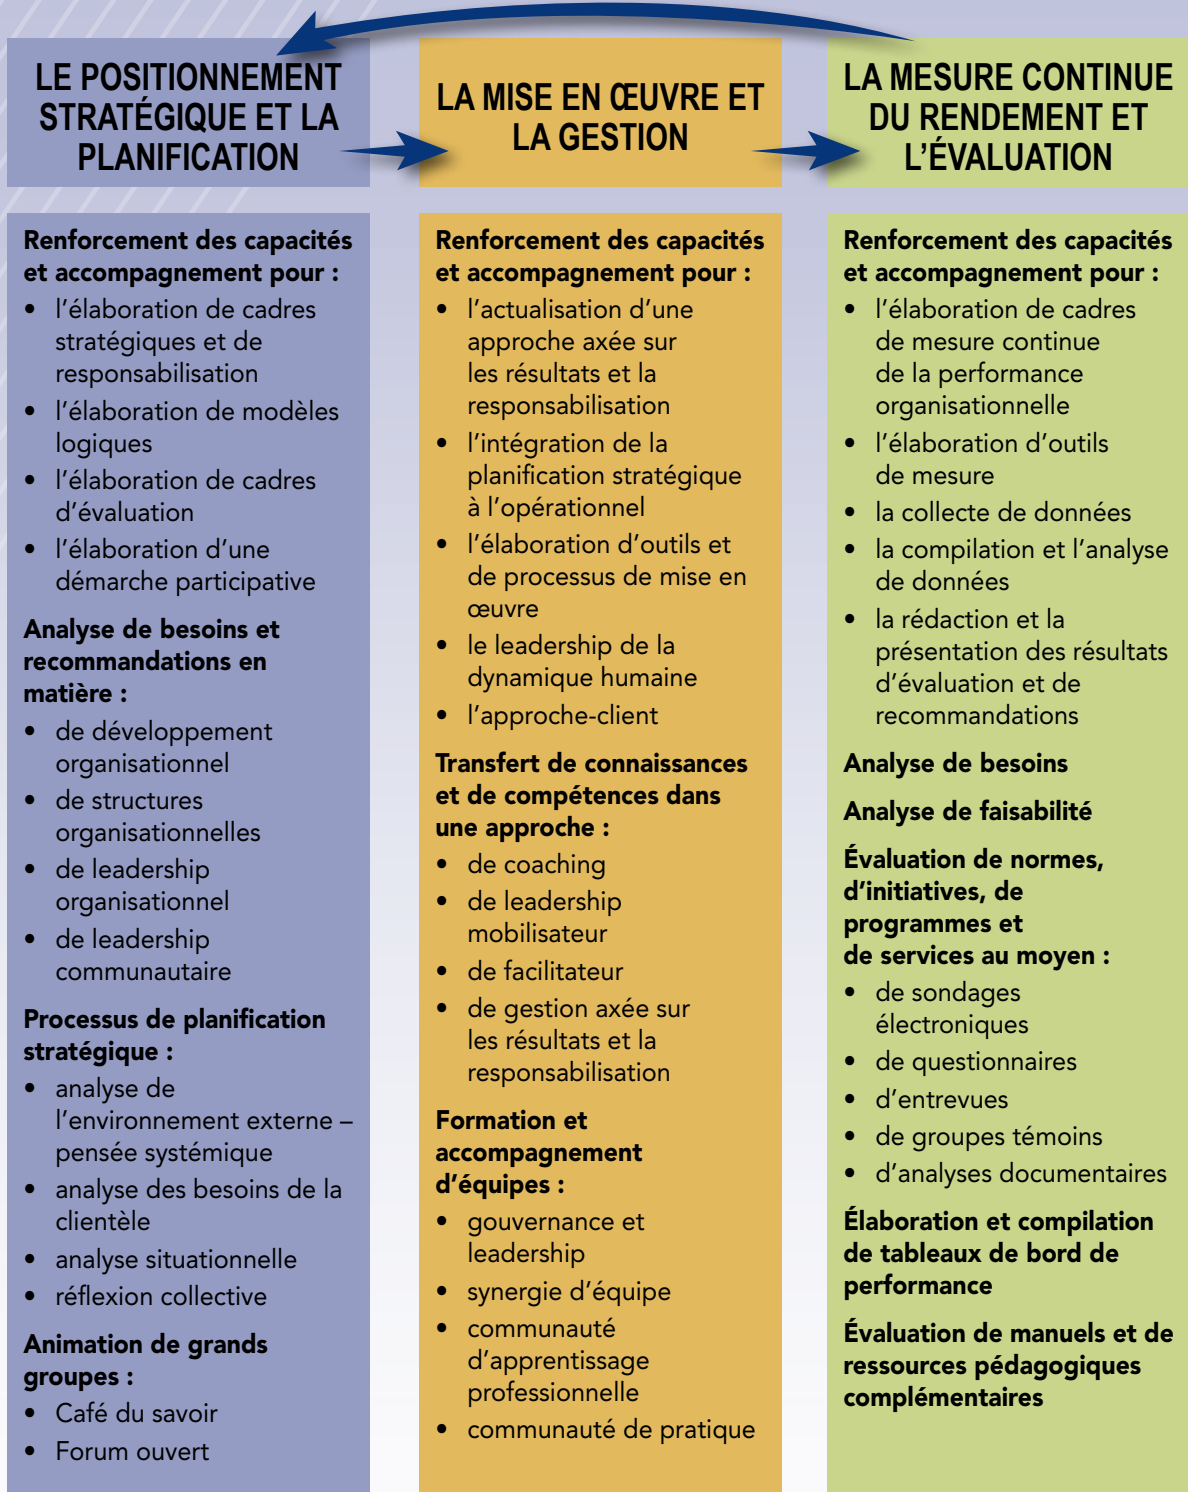 LE POSITIONNEMENT
STRATÉGIQUE ET LA
PLANIFICATION
Renforcement des capacités
et accompagnement pour :
• l’élaboration de cadres
stratégiques et de
responsabilisation
• l’élaboration de modèles
logiques
• l’élaboration de cadres
d’évaluation
• l’élaboration d’une
démarche participative
Analyse de besoins et
recommandations en
matière :
• de développement
organisationnel
• de structures
organisationnelles
• de leadership
organisationnel
• de leadership
communautaire
Processus de planification
stratégique :
• analyse de
l’environnement externe –
pensée systémique
• analyse des besoins de la
clientèle
• analyse situationnelle
• réflexion collective
Animation de grands
groupes :
• Café du savoir
• Forum ouvert
LA MISE EN ŒUVRE ET
LA GESTION
Renforcement des capacités
et accompagnement pour :
• l’actualisation d’une
approche axée sur
les résultats et la
responsabilisation
• l’intégration de la
planification stratégique
à l’opérationnel
• l’élaboration d’outils et
de processus de mise en
œuvre
• le leadership de la
dynamique humaine
• l’approche-client
Transfert de connaissances
et de compétences dans
une approche :
• de coaching
• de leadership
mobilisateur
• de facilitateur
• de gestion axée sur
les résultats et la
responsabilisation
Formation et
accompagnement
d’équipes :
• gouvernance et
leadership
• synergie d’équipe
• communauté
d’apprentissage
professionnelle
• communauté de pratique
LA MESURE CONTINUE
DU RENDEMENT ET
L’ÉVALUATION
Renforcement des capacités
et accompagnement pour :
• l’élaboration de cadres
de mesure continue
de la performance
organisationnelle
• l’élaboration d’outils
de mesure
• la collecte de données
• la compilation et l’analyse
de données
• la rédaction et la
présentation des résultats
d’évaluation et de
recommandations
Analyse de besoins
Analyse de faisabilité
Évaluation de normes,
d’initiatives, de
programmes et
de services au moyen :
• de sondages
électroniques
• de questionnaires
• d’entrevues
• de groupes témoins
• d’analyses documentaires
Élaboration et compilation
de tableaux de bord de
performance
Évaluation de manuels et de
ressources pédagogiques
complémentaires